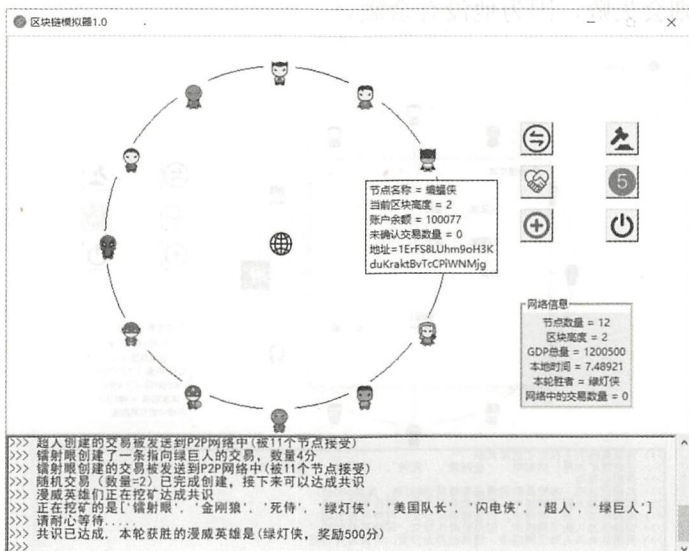 区块链模拟器1.0
节点名称 = 蝙蝠侠
当前区块高度 = 2
账户余额 = 100077
未确认交易数量 = 0
地址=1ErFS8LUhm9oH3K
duKraktBvTcCPiWNMjg
5
网络信息
节点数量 = 12
区块高度 = 2
GDP总量 = 1200500
本地时间 = 7.48921
本轮胜者 = 绿灯侠
网络中的交易数量 = 0
>>> 超人创建的交易被发送到P2P网络中(被11个节点接受)
>>> 镭射眼创建了一条指向绿巨人的交易, 数量4分
>>> 镭射眼创建的交易被发送到P2P网络中(被11个节点接受)
>>> 随机交易 (数量=2) 已完成创建, 接下来可以达成共识
>>> 漫威英雄们正在挖矿达成共识
>>> 正在挖矿的是['镭射眼', '金刚狼', '死侍', '绿灯侠', '美国队长', '闪电侠', '超人', '绿巨人']
>>> 请耐心等待.....
>>> 共识已达成, 本轮获胜的漫威英雄是(绿灯侠, 奖励500分)
>>>